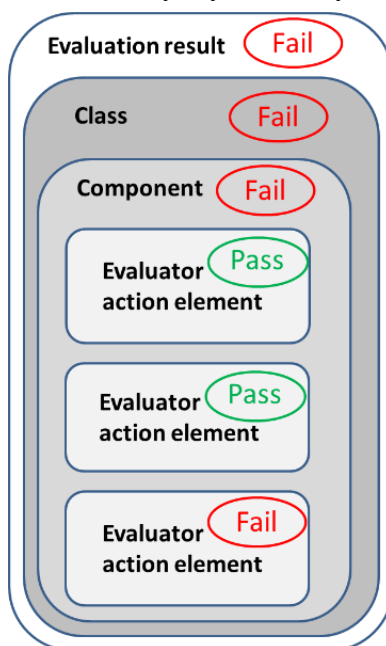 Evaluation result Fail
Class Fail
Component Fail
Pass
Evaluator
action element
Pass
Evaluator
action element
Fail
Evaluator
action element